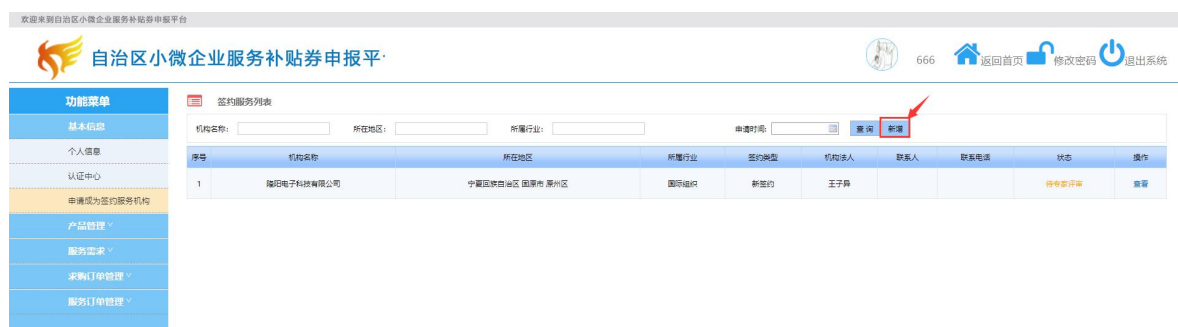 欢迎来到自治区小微企业服务补贴券申报平台
自治区小微企业服务补贴券申报平
666 返回首页 修改密码 退出系统
功能菜单
基本信息
个人信息
认证中心
申请成为签约服务机构
产品管理
服务需求
求购订单管理
服务订单管理
签约服务列表
机构名称: 所在地区: 所属行业: 申请时间: 查询 新增
序号 机构名称 所在地区 所属行业 签约类型 机构法人 联系人 联系电话 状态 操作
1 隆阳电子科技有限公司 宁夏回族自治区 固原市 原州区 国际组织 新签约 王子异 待专家评审 查看